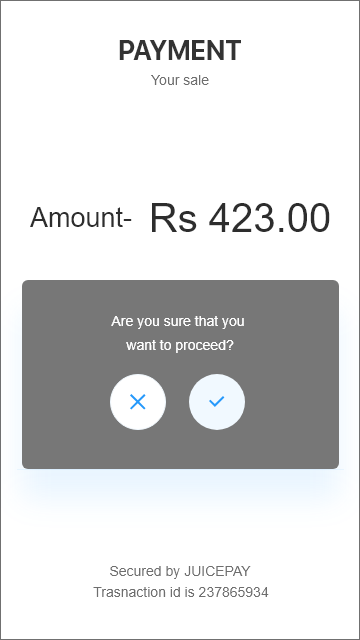 PAYMENT
Your sale
Amount- Rs 423.00
Are you sure that you
want to proceed?
Secured by JUICEPAY
Trasnaction id is 237865934